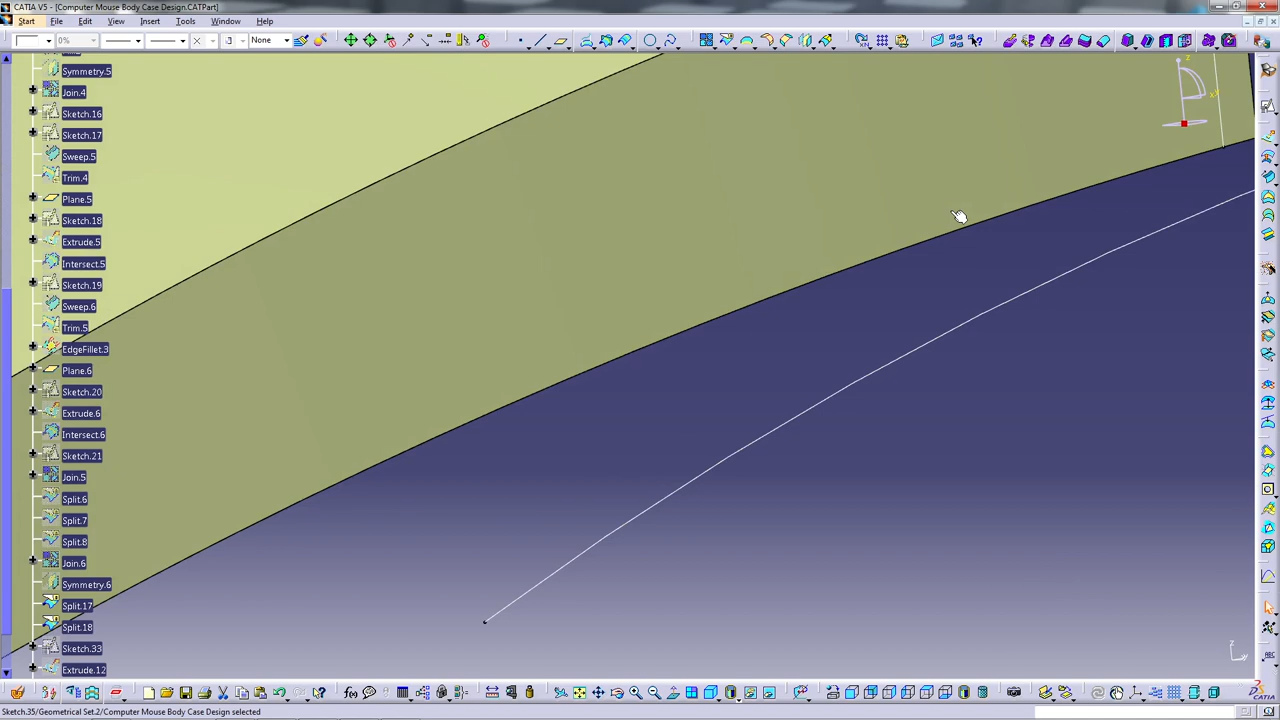 CATIA V5 - [Computer Mouse Body Case Design.CATPart]
Start File Edit View Insert Tools Window Help
0% None
Symmetry.5
Join.4
Sketch.16
Sketch.17
Sweep.5
Trim.4
Plane.5
Sketch.18
Extrude.5
Intersect.5
Sketch.19
Sweep.6
Trim.5
EdgeFillet.3
Plane.6
Sketch.20
Extrude.6
Intersect.6
Sketch.21
Join.5
Split.6
Split.7
Split.8
Join.6
Symmetry.6
Split.17
Split.18
Sketch.33
Extrude.12
z
z
f(x)
ABC
CATIA
Sketch.35/Geometrical Set.2/Computer Mouse Body Case Design selected